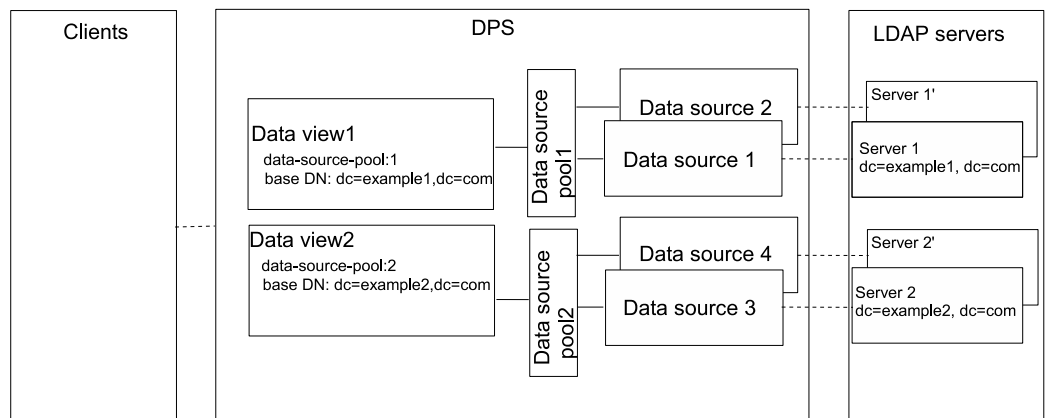 Clients
DPS
LDAP servers
Data view1
data-source-pool:1
base DN: dc=example1,dc=com
Data source
pool1
Data source 2
Data source 1
Server 1'
Server 1
dc=example1, dc=com
Data view2
data-source-pool:2
base DN: dc=example2,dc=com
Data source
pool2
Data source 4
Data source 3
Server 2'
Server 2
dc=example2, dc=com